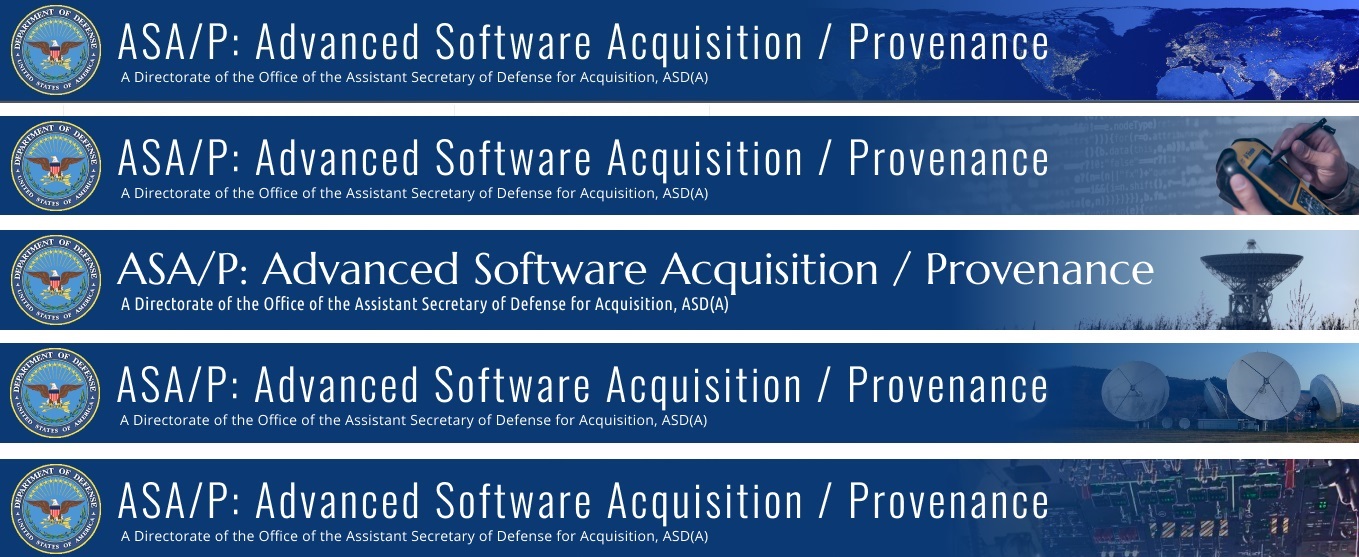 DEPARTMENT OF DEFENSE
UNITED STATES OF AMERICA
ASA/P: Advanced Software Acquisition / Provenance
A Directorate of the Office of the Assistant Secretary of Defense for Acquisition, ASD(A)
DEPARTMENT OF DEFENSE
UNITED STATES OF AMERICA
ASA/P: Advanced Software Acquisition / Provenance
A Directorate of the Office of the Assistant Secretary of Defense for Acquisition, ASD(A)
DEPARTMENT OF DEFENSE
UNITED STATES OF AMERICA
ASA/P: Advanced Software Acquisition / Provenance
A Directorate of the Office of the Assistant Secretary of Defense for Acquisition, ASD(A)
DEPARTMENT OF DEFENSE
UNITED STATES OF AMERICA
ASA/P: Advanced Software Acquisition / Provenance
A Directorate of the Office of the Assistant Secretary of Defense for Acquisition, ASD(A)
DEPARTMENT OF DEFENSE
UNITED STATES OF AMERICA
ASA/P: Advanced Software Acquisition / Provenance
A Directorate of the Office of the Assistant Secretary of Defense for Acquisition, ASD(A)